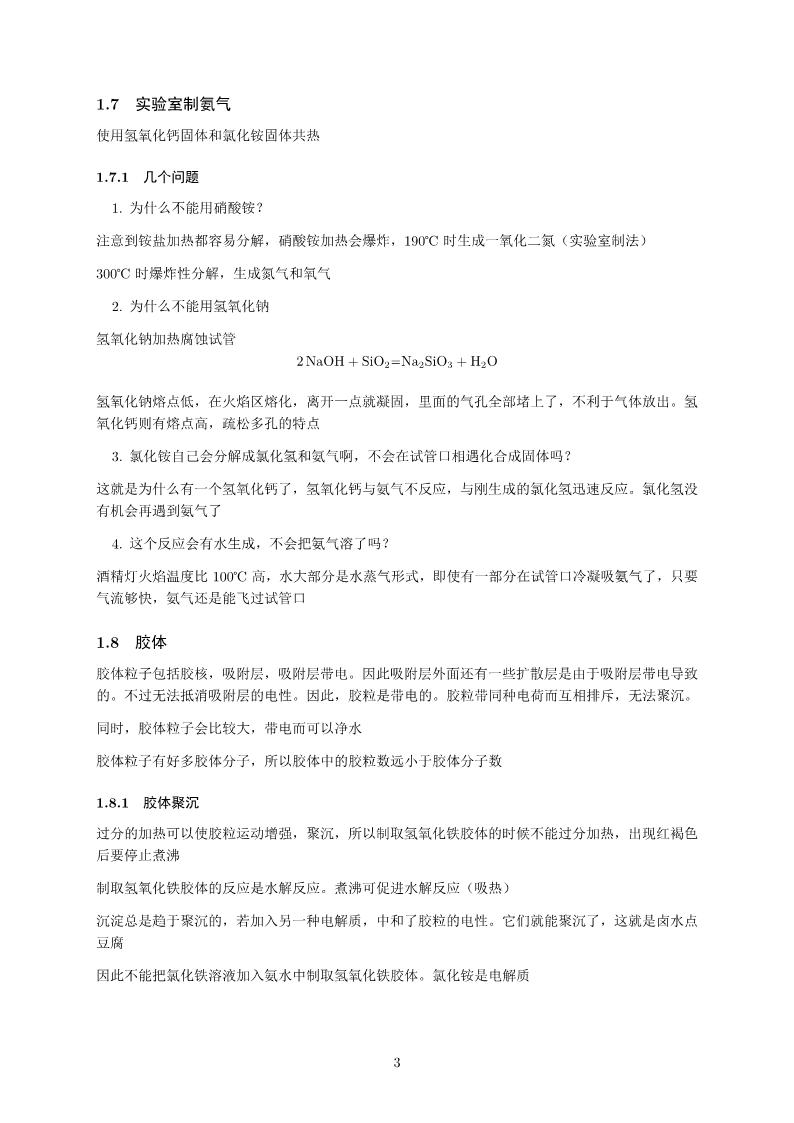 1.7 实验室制氨气
使用氢氧化钙固体和氯化铵固体共热
1.7.1 几个问题
1. 为什么不能用硝酸铵？
注意到铵盐加热都容易分解，硝酸铵加热会爆炸，190℃ 时生成一氧化二氮（实验室制法）
300℃ 时爆炸性分解，生成氮气和氧气
2. 为什么不能用氢氧化钠
氢氧化钠加热腐蚀试管
2 NaOH + SiO₂=Na₂SiO₃ + H₂O
氢氧化钠熔点低，在火焰区熔化，离开一点就凝固，里面的气孔全部堵上了，不利于气体放出。氢
氧化钙则有熔点高，疏松多孔的特点
3. 氯化铵自己会分解成氯化氢和氨气啊，不会在试管口相遇化合成固体吗？
这就是为什么有一个氢氧化钙了，氢氧化钙与氨气不反应，与刚生成的氯化氢迅速反应。氯化氢没
有机会再遇到氨气了
4. 这个反应会有水生成，不会把氨气溶了吗？
酒精灯火焰温度比 100℃ 高，水大部分是水蒸气形式，即使有一部分在试管口冷凝吸氨气了，只要
气流够快，氨气还是能飞过试管口
1.8 胶体
胶体粒子包括胶核，吸附层，吸附层带电。因此吸附层外面还有一些扩散层是由于吸附层带电导致
的。不过无法抵消吸附层的电性。因此，胶粒是带电的。胶粒带同种电荷而互相排斥，无法聚沉。
同时，胶体粒子会比较大，带电而可以净水
胶体粒子有好多胶体分子，所以胶体中的胶粒数远小于胶体分子数
1.8.1 胶体聚沉
过分的加热可以使胶粒运动增强，聚沉，所以制取氢氧化铁胶体的时候不能过分加热，出现红褐色
后要停止煮沸
制取氢氧化铁胶体的反应是水解反应。煮沸可促进水解反应（吸热）
沉淀总是趋于聚沉的，若加入另一种电解质，中和了胶粒的电性。它们就能聚沉了，这就是卤水点
豆腐
因此不能把氯化铁溶液加入氨水中制取氢氧化铁胶体。氯化铵是电解质
3